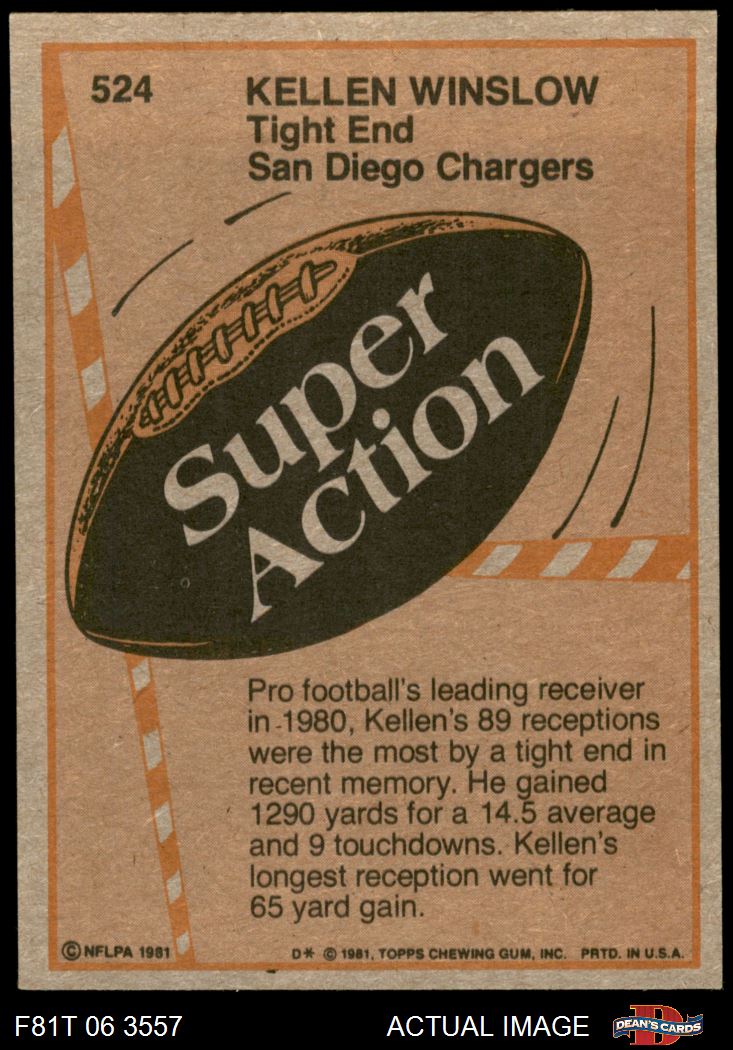 524
KELLEN WINSLOW
Tight End
San Diego Chargers
Super
Action
Pro football's leading receiver
in 1980, Kellen's 89 receptions
were the most by a tight end in
recent memory. He gained
1290 yards for a 14.5 average
and 9 touchdowns. Kellen's
longest reception went for
65 yard gain.
© NFLPA 1981
D* © 1981, TOPPS CHEWING GUM, INC. PRTD. IN U.S.A.
F81T 06 3557
ACTUAL IMAGE
D
DEAN'S CARDS